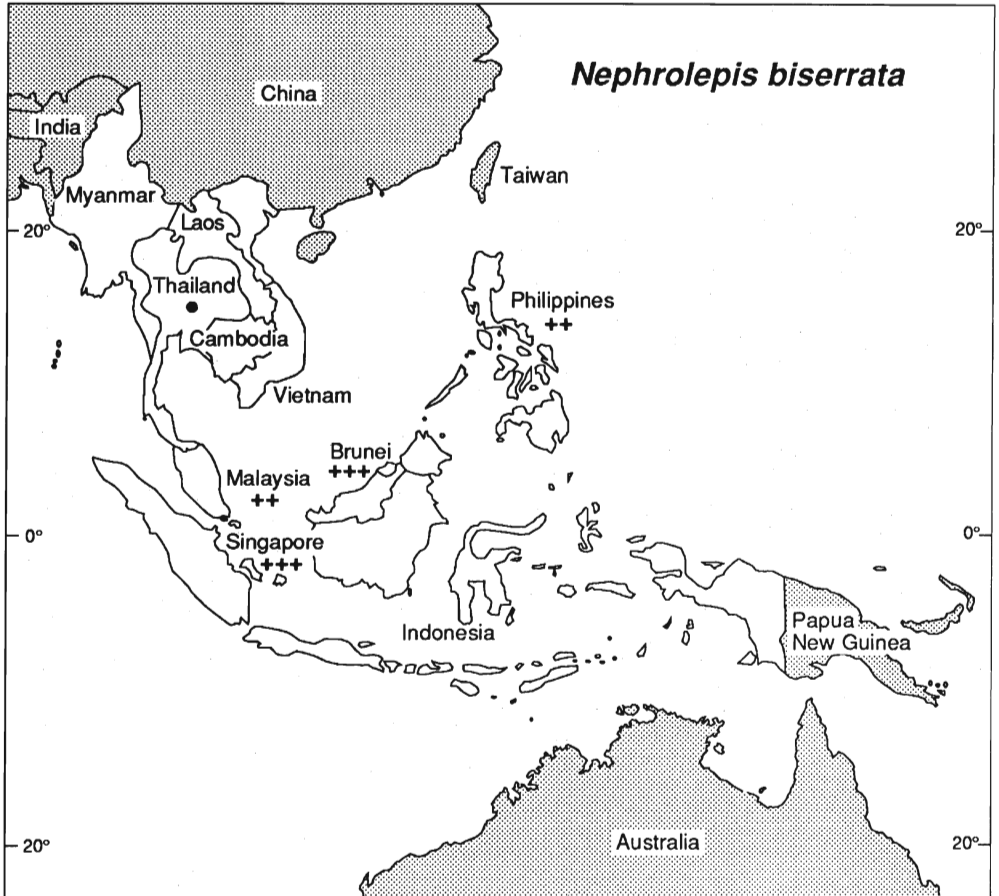 Nephrolepis biserrata
China
India
Taiwan
Myanmar
Laos
20°
20°
Thailand
●
Philippines
++
Cambodia
Vietnam
Brunei
+++
Malaysia
++
0°
0°
Singapore
+++
Indonesia
Papua
New Guinea
20°
20°
Australia